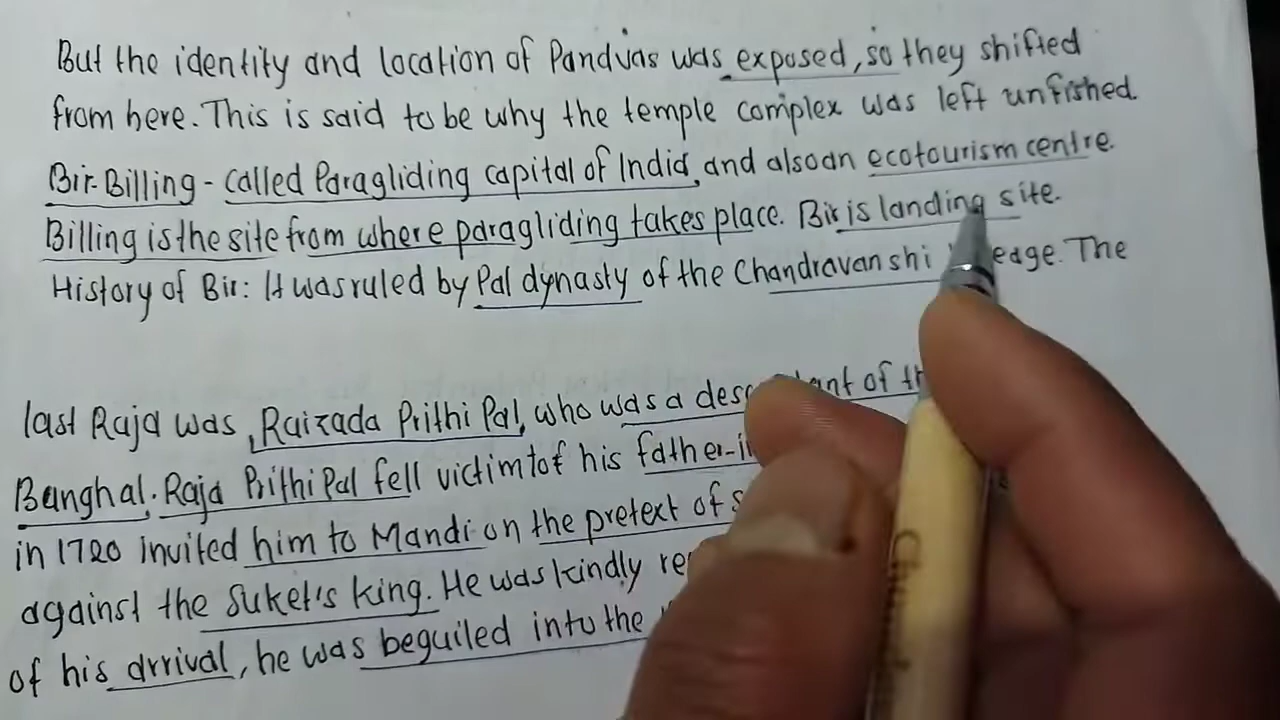 But the identity and location of Panduas was exposed, so they shifted
from here. This is said to be why the temple complex was left unfished.
Bir-Billing - called Paragliding capital of India, and also an ecotourism centre.
Billing is the site from where paragliding takes place. Bir is landing site.
History of Bir: It was ruled by Pal dynasty of the Chandravanshi The
last Raja was, Raizada Prithi Pal, who was a of
Banghal. Raja Prithi Pal fell victim tof his
in 1720 invited him to Mandi on the pretext of
against the Suket's king. He was kindly
of his arrival, he was beguiled into the